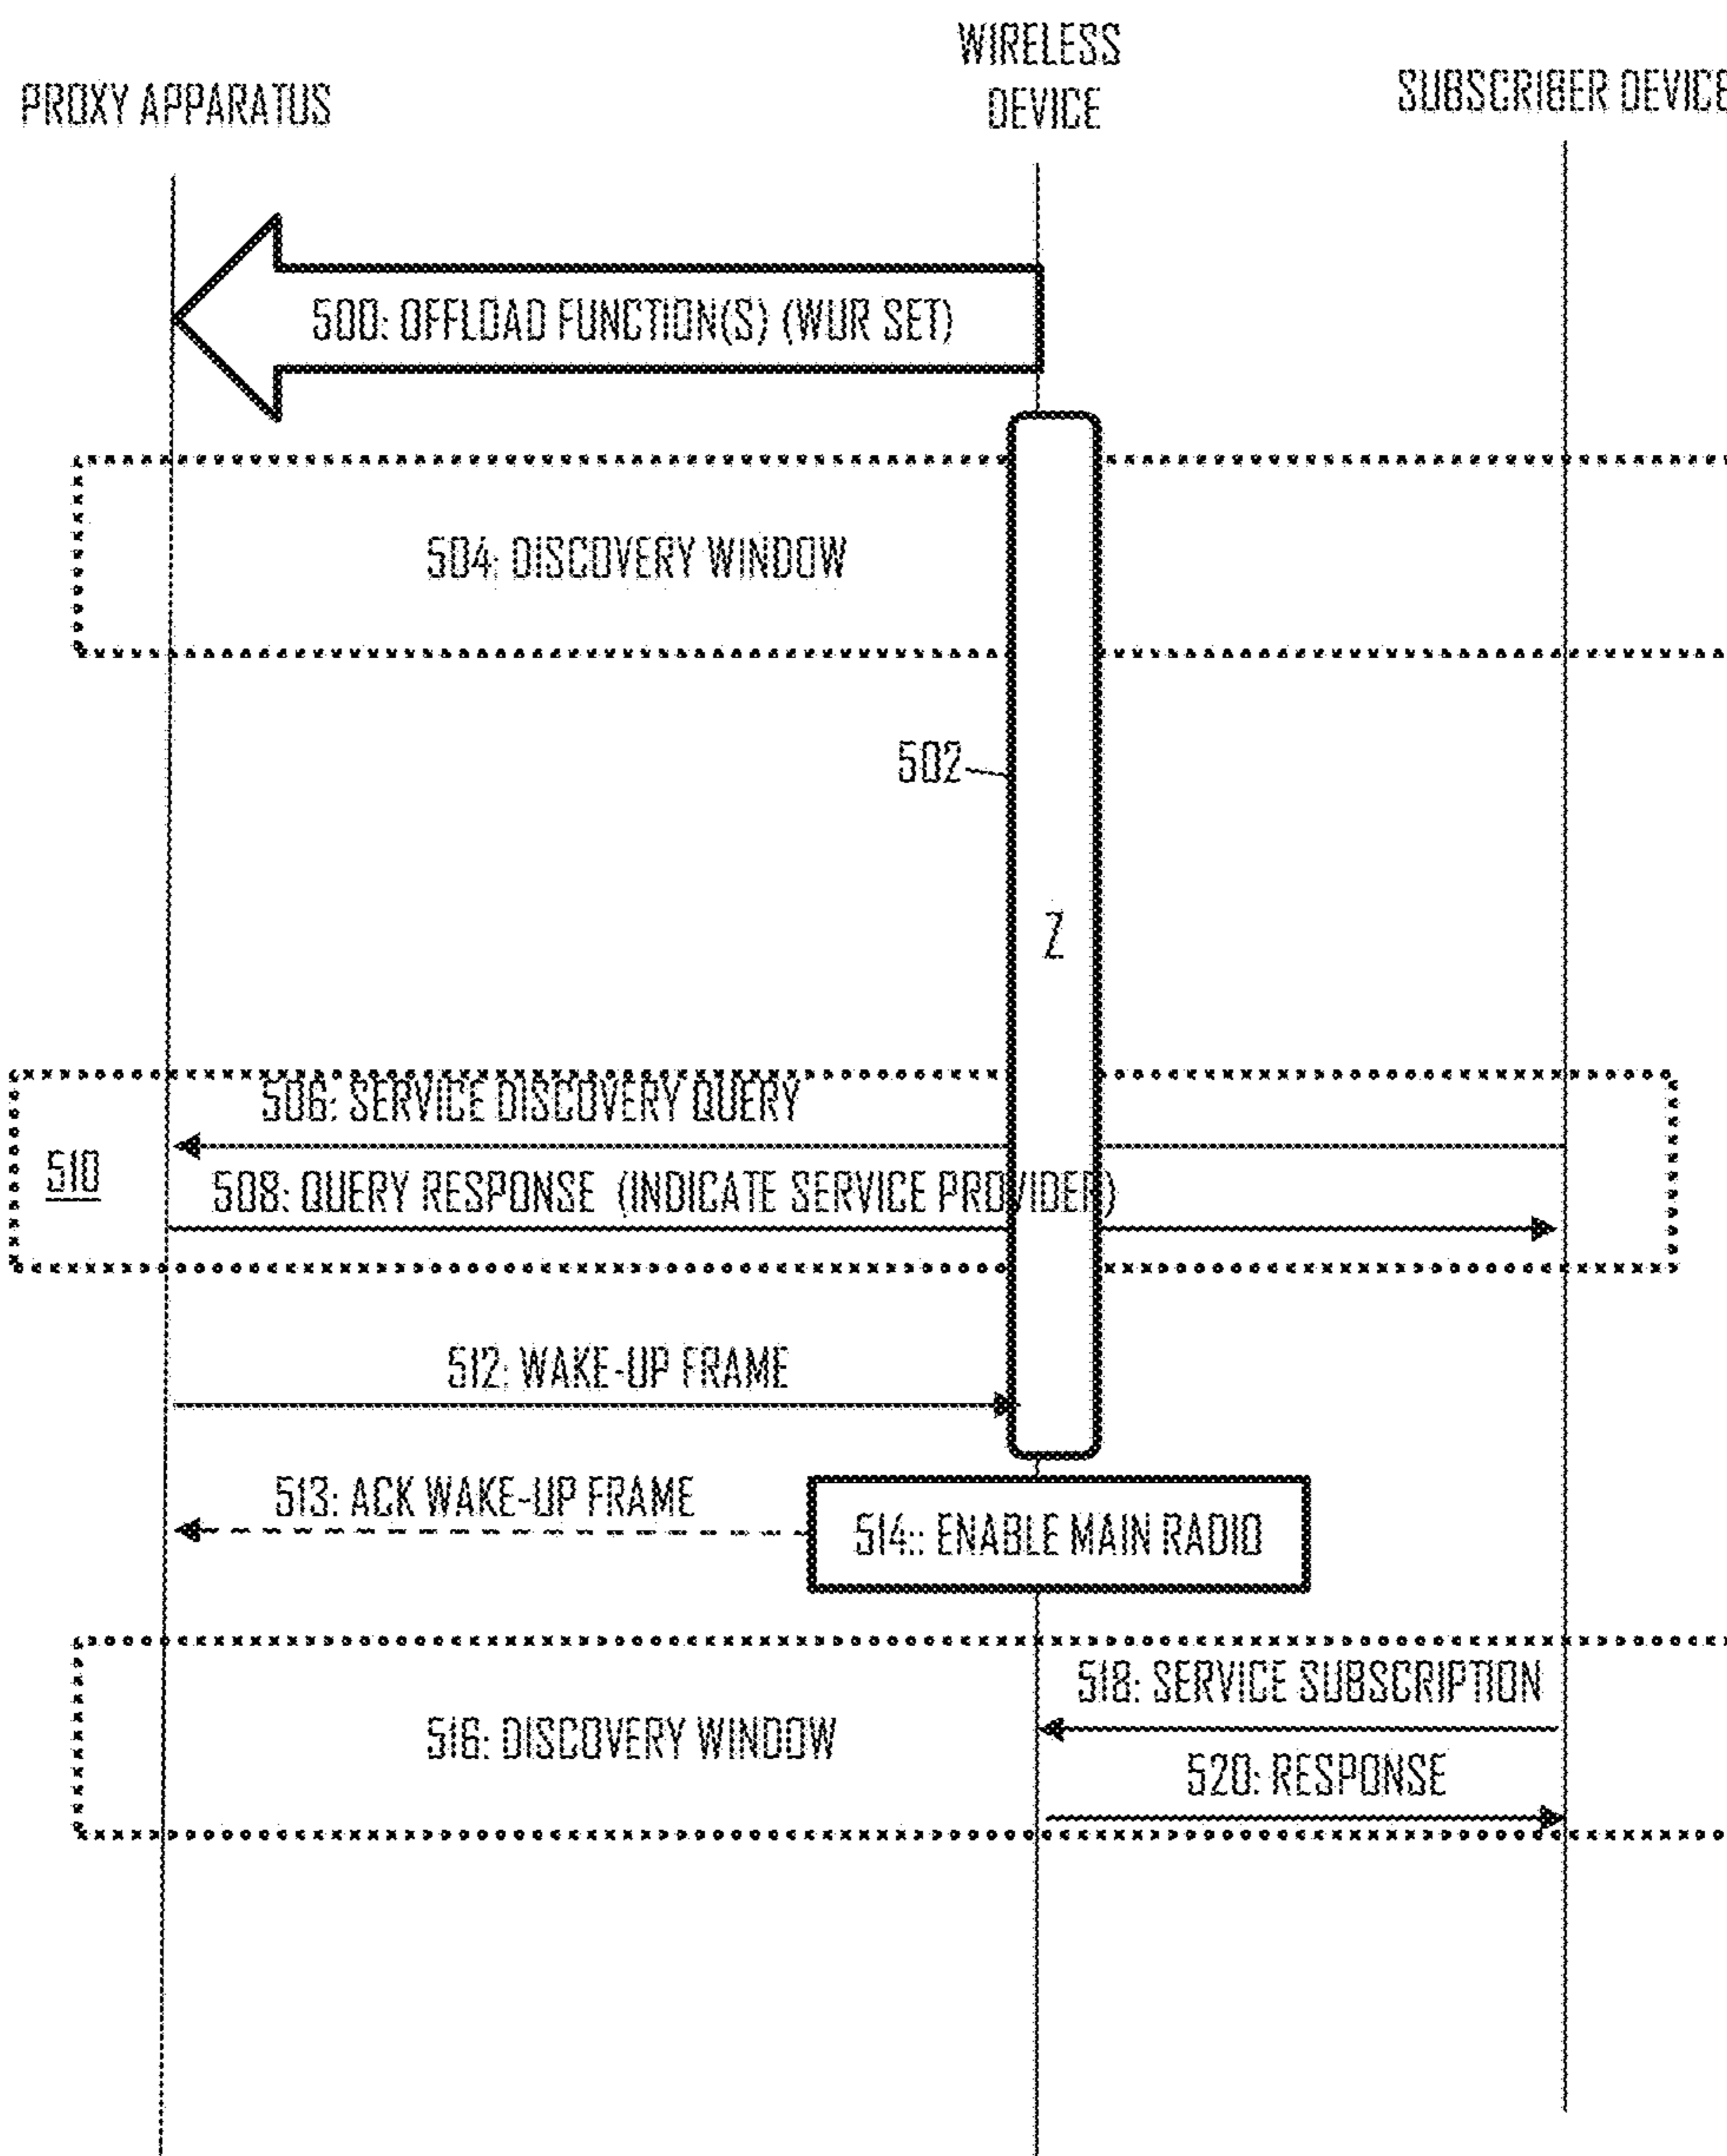 PROXY APPARATUS
WIRELESS
DEVICE
SUBSCRIBER DEVICE
500: OFFLOAD FUNCTION(S) (WUR SET)
504: DISCOVERY WINDOW
502
Z
506: SERVICE DISCOVERY QUERY
510
508: QUERY RESPONSE (INDICATE SERVICE PROVIDER)
512: WAKE-UP FRAME
513: ACK WAKE-UP FRAME
514:: ENABLE MAIN RADIO
518: SERVICE SUBSCRIPTION
516: DISCOVERY WINDOW
520: RESPONSE